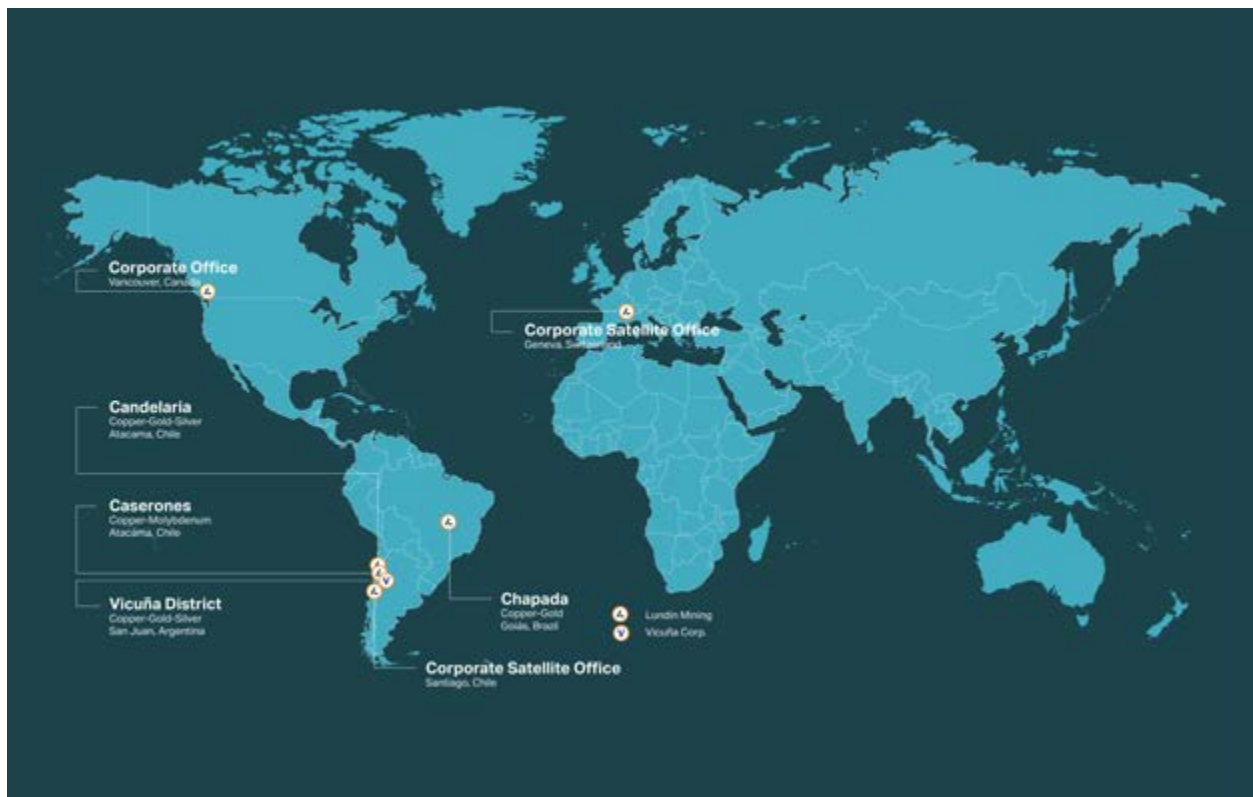 Corporate Office
Vancouver, Canada
Corporate Satellite Office
Geneva, Switzerland
Candelaria
Copper-Gold-Silver
Atacama, Chile
Caserones
Copper-Molybdenum
Atacáma, Chile
Vicuña District
Copper-Gold-Silver
San Juan, Argentina
Chapada
Copper-Gold
Goiás, Brazil
Lundin Mining
Vicuña Corp.
Corporate Satellite Office
Santiago, Chile